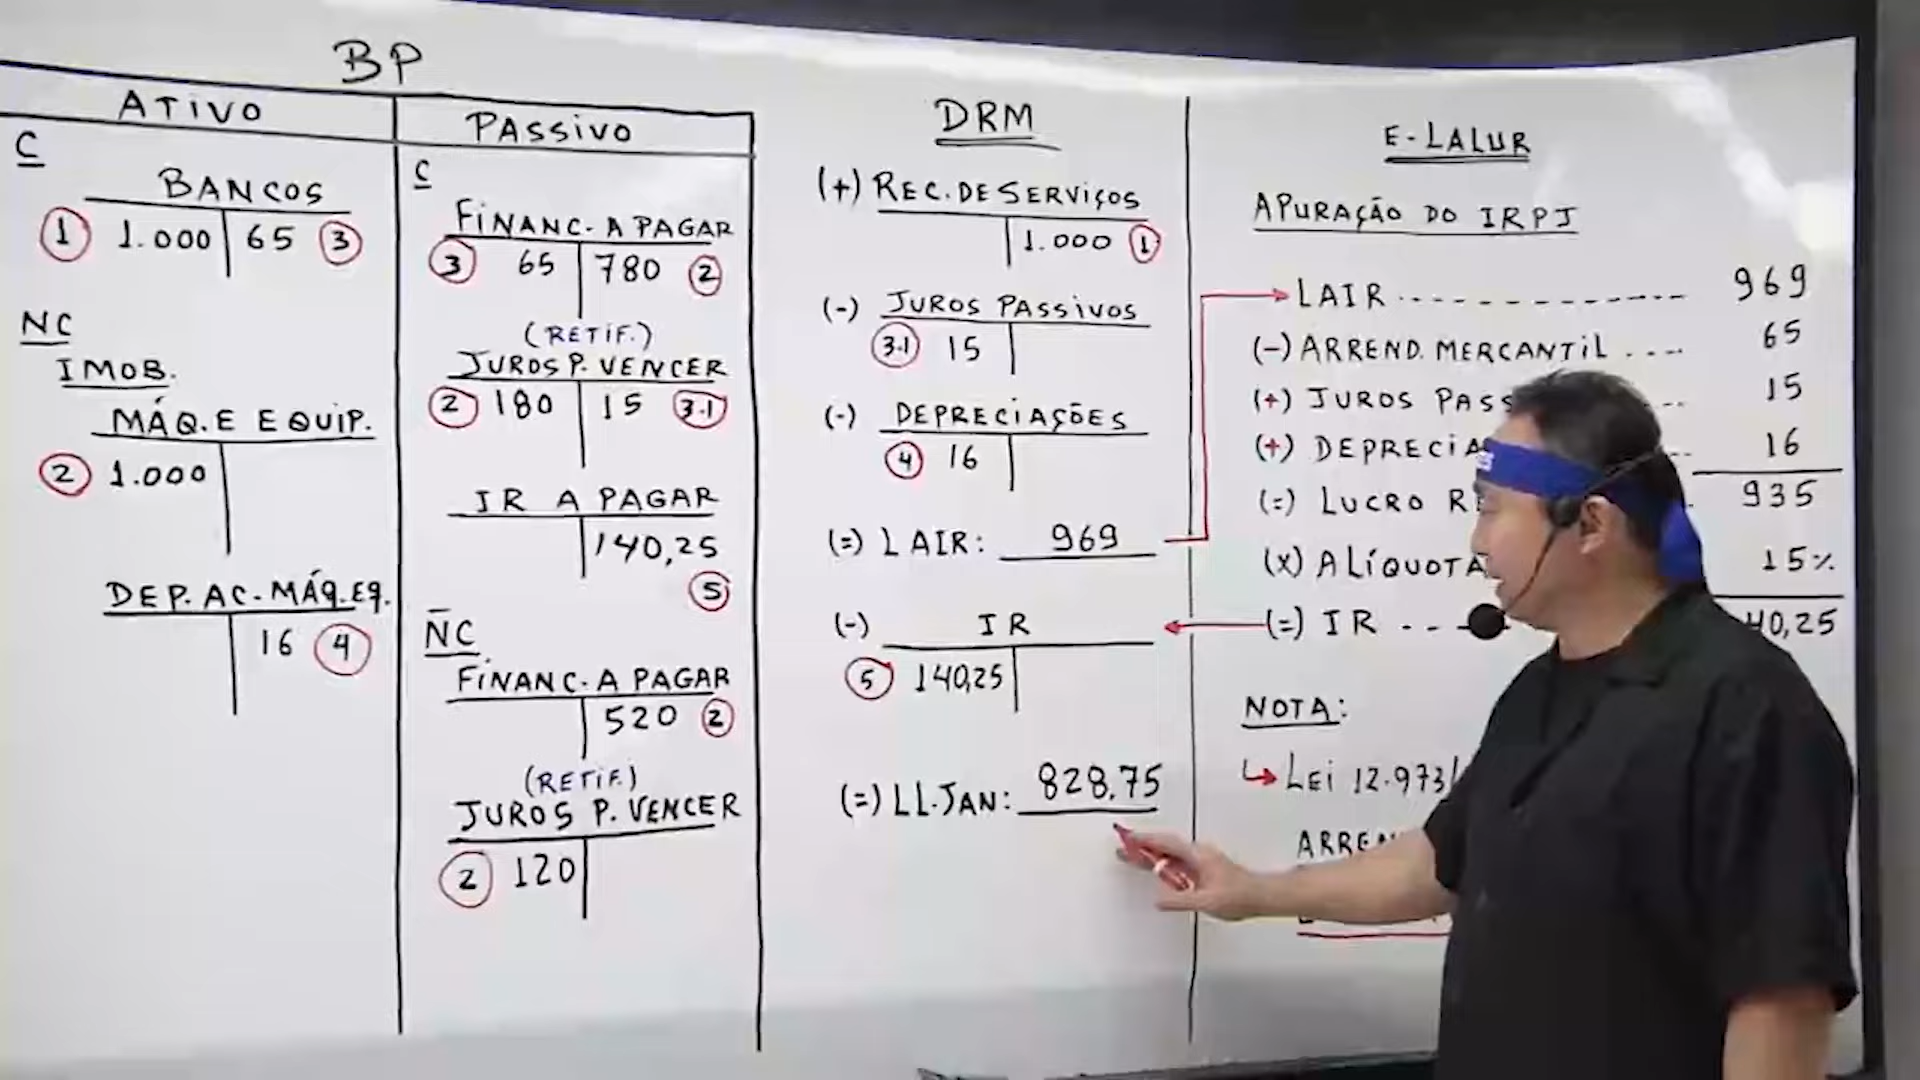 BP
ATIVO
C
BANCOS
1 1.000 65 3
NC
IMOB.
MÁQ. E EQUIP.
2 1.000
DEP. AC. MÁQ. EQ.
16 4
PASSIVO
C
FINANC. A PAGAR
3 65 780 2
(RETIF.)
JUROS P. VENCER
2 180 15 3.1
IR A PAGAR
140,25
5
NC
FINANC. A PAGAR
520 2
(RETIF.)
JUROS P. VENCER
2 120
DRM
(+) REC. DE SERVIÇOS
1.000 1
(-) JUROS PASSIVOS
3.1 15
(-) DEPRECIAÇÕES
4 16
(=) LAIR: 969
(-) IR
5 140,25
(=) LL.JAN: 828,75
E-LALUR
APURAÇÃO DO IRPJ
LAIR 969
(-) ARREND. MERCANTIL 65
(+) JUROS PASS 15
(+) DEPRECIA 16
(=) LUCRO R 935
(X) ALÍQUOTA 15%
(=) IR 40,25
NOTA:
LEI 12.973/
ARREN